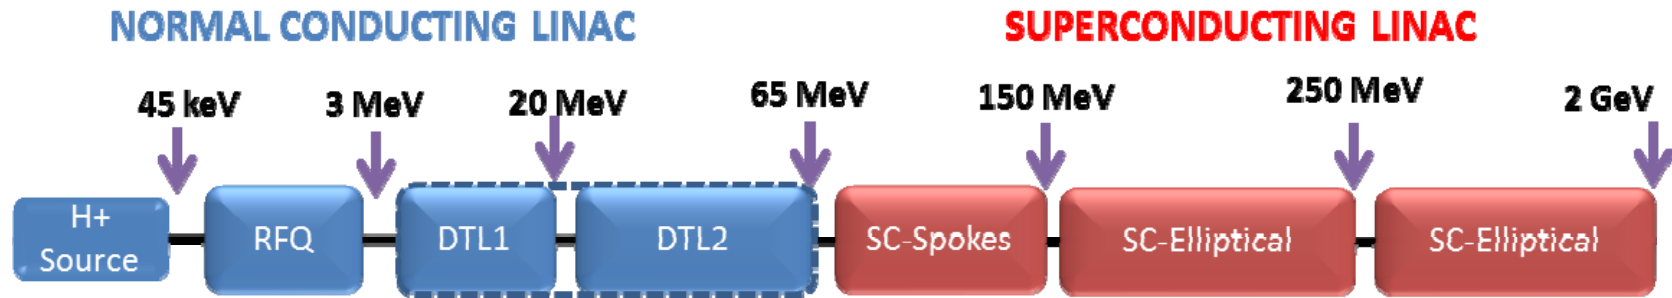 NORMAL CONDUCTING LINAC
SUPERCONDUCTING LINAC
45 keV
3 MeV
20 MeV
65 MeV
150 MeV
250 MeV
2 GeV
H+
Source
RFQ
DTL1
DTL2
SC-Spokes
SC-Elliptical
SC-Elliptical